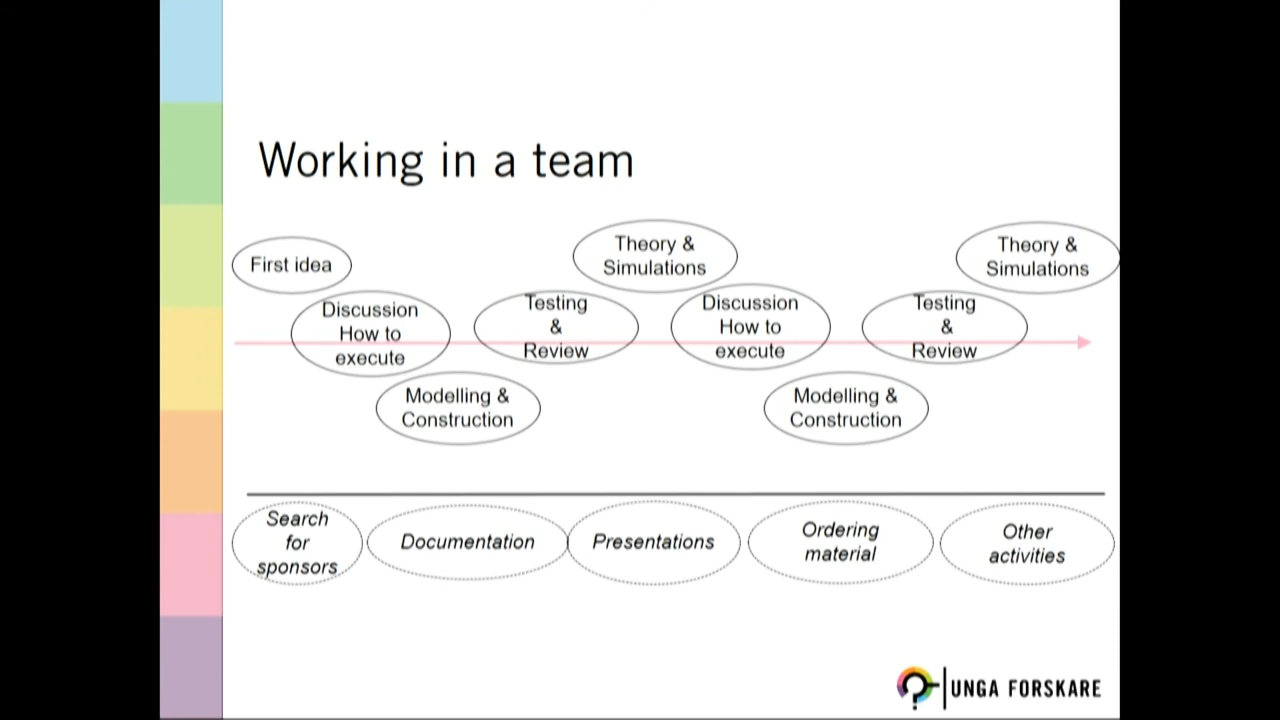 Working in a team
First idea
Discussion
How to
execute
Modelling &
Construction
Testing
&
Review
Theory &
Simulations
Discussion
How to
execute
Modelling &
Construction
Testing
&
Review
Theory &
Simulations
Search
for
sponsors
Documentation
Presentations
Ordering
material
Other
activities
UNGA FORSKARE